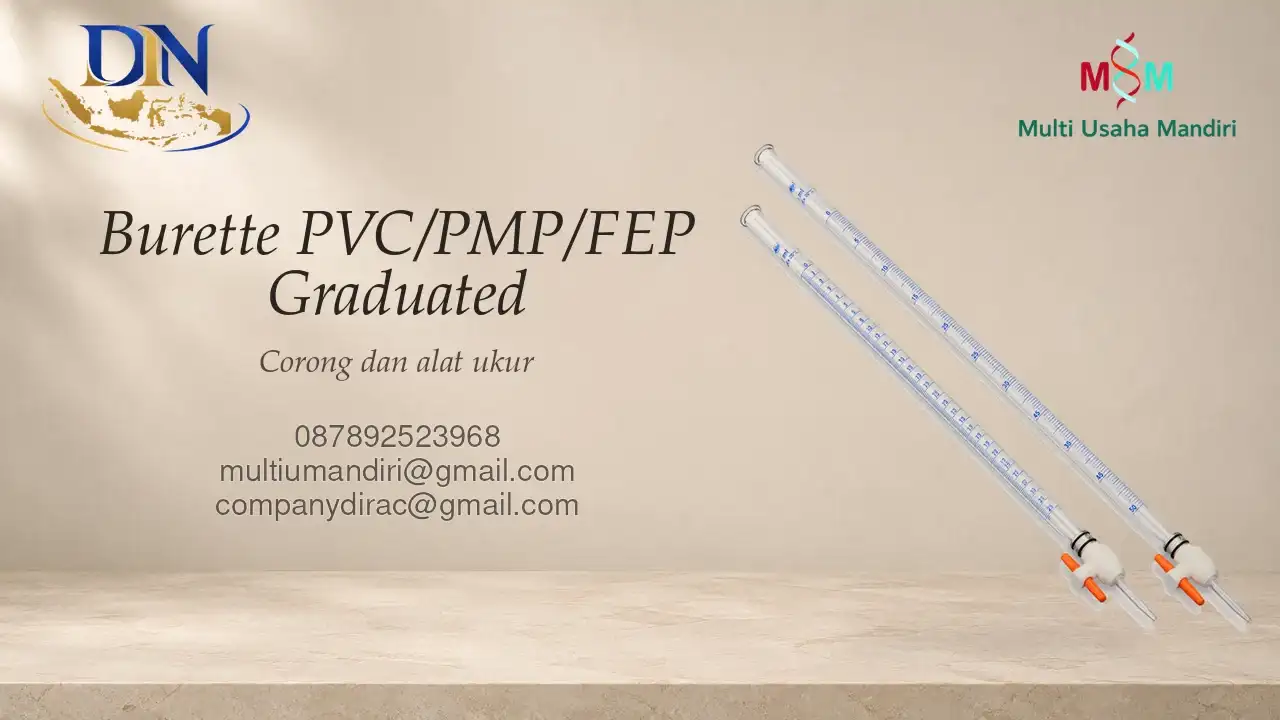 DIN
MSM
Multi Usaha Mandiri
Burette PVC/PMP/FEP
Graduated
Corong dan alat ukur
087892523968
multiumandiri@gmail.com
companydirac@gmail.com